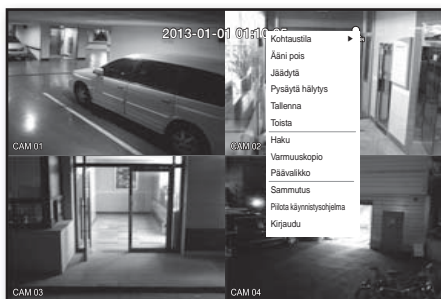 2013-01-01 01:10
Kohtaustila
Ääni pois
Jäädytä
Pysäytä hälytys
Tallenna
Toista
Haku
Varmuuskopio
Päävalikko
Sammutus
Piilota käynnistysohjelma
Kirjaudu
CAM 01
CAM 02
CAM 03
CAM 04